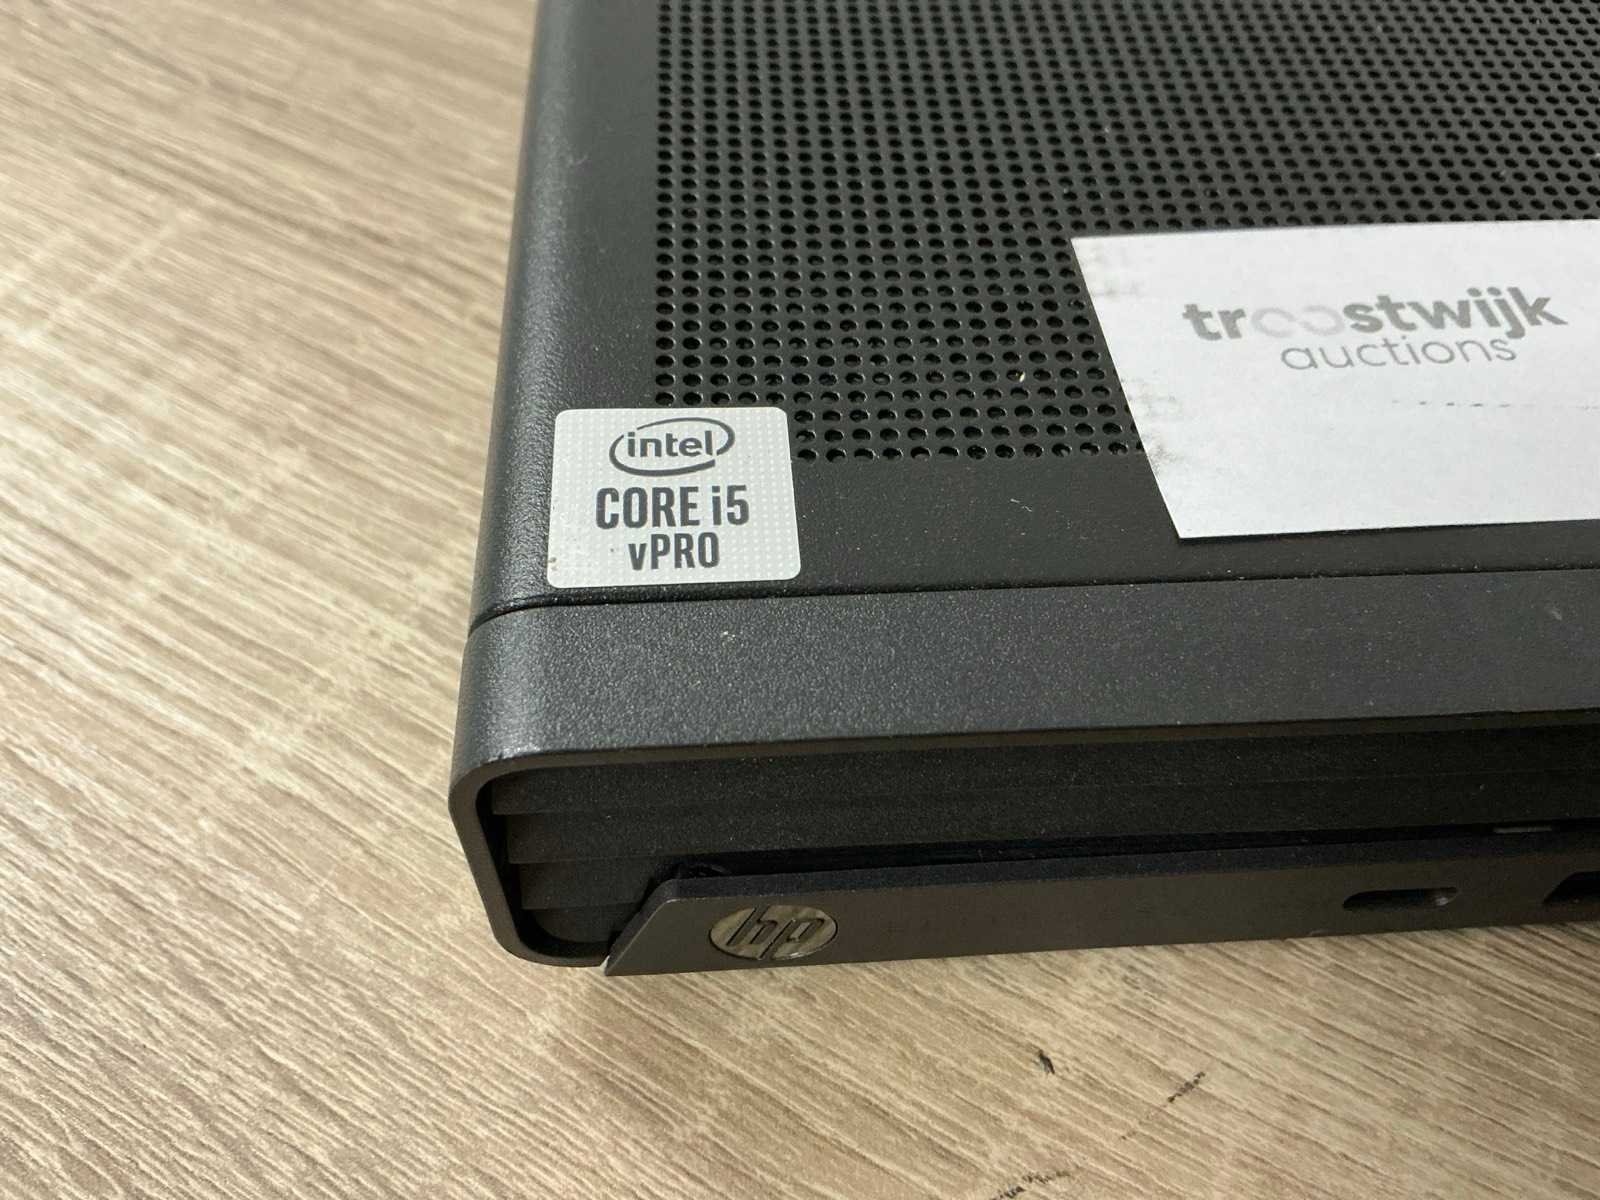 troostwijk
auctions
intel
CORE i5
vPRO
hp